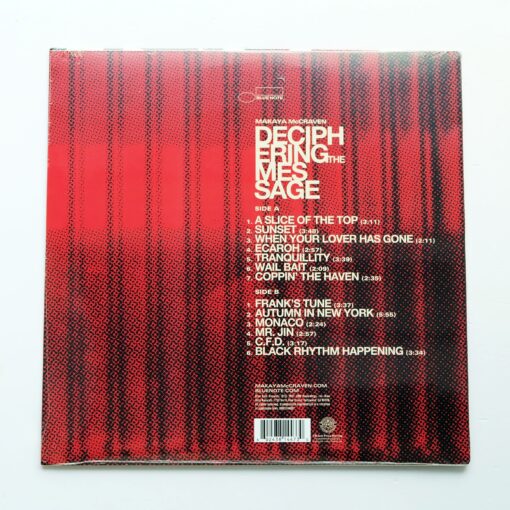 BLUE NOTE
MAKAYA McCRAVEN
DECIPH
ERING THE
MES
SAGE
SIDE A
1. A SLICE OF THE TOP (2:11)
2. SUNSET (3:48)
3. WHEN YOUR LOVER HAS GONE (2:11)
4. ECAROH (2:57)
5. TRANQUILLITY (3:39)
6. WAIL BAIT (2:09)
7. COPPIN' THE HAVEN (2:35)
SIDE B
1. FRANK'S TUNE (3:37)
2. AUTUMN IN NEW YORK (5:55)
3. MONACO (2:24)
4. MR. JIN (2:57)
5. C.F.D. (3:17)
6. BLACK RHYTHM HAPPENING (3:34)
MAKAYAMcCRAVEN.COM
BLUENOTE.COM